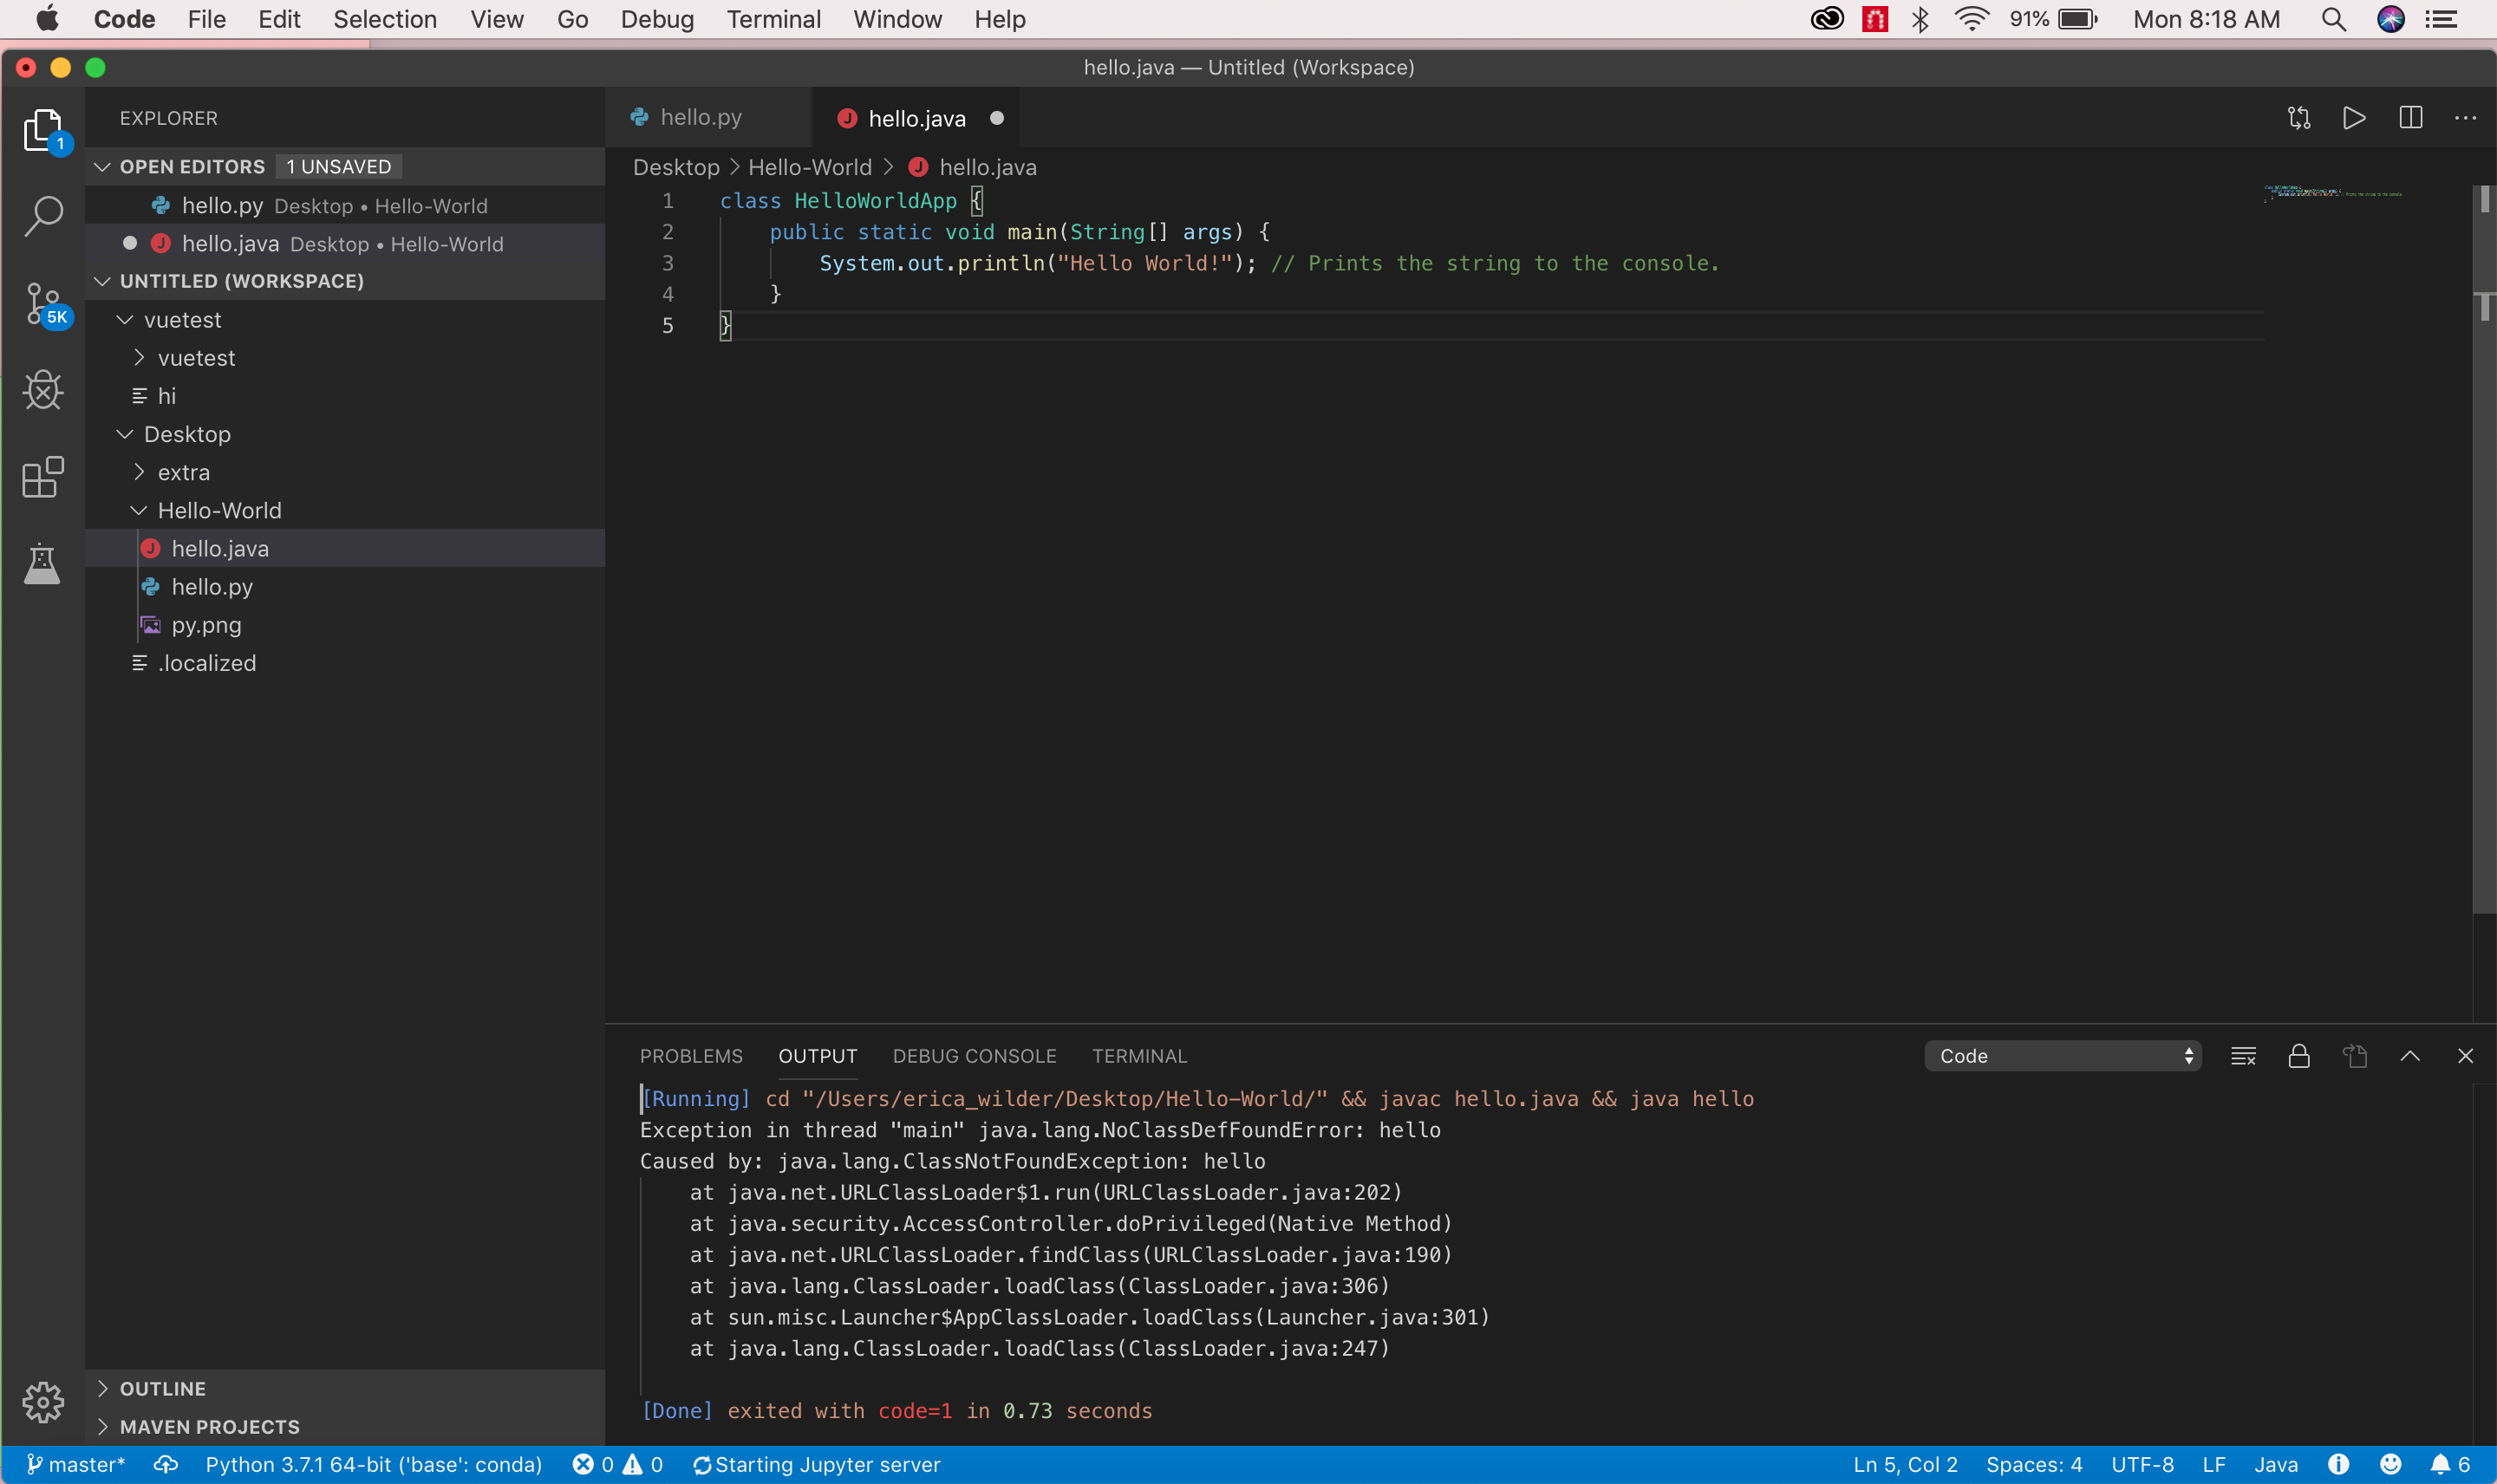 Code File Edit Selection View Go Debug Terminal Window Help 91% Mon 8:18 AM
hello.java — Untitled (Workspace)
1
5K
EXPLORER
OPEN EDITORS 1 UNSAVED
hello.py Desktop • Hello-World
hello.java Desktop • Hello-World
UNTITLED (WORKSPACE)
vuetest
vuetest
hi
Desktop
extra
Hello-World
J hello.java
hello.py
py.png
.localized
OUTLINE
MAVEN PROJECTS
hello.py J hello.java
Desktop > Hello-World > J hello.java
1 class HelloWorldApp {
2 public static void main(String[] args) {
3 System.out.println("Hello World!"); // Prints the string to the console.
4 }
5 }
PROBLEMS OUTPUT DEBUG CONSOLE TERMINAL Code
[Running] cd "/Users/erica_wilder/Desktop/Hello-World/" && javac hello.java && java hello
Exception in thread "main" java.lang.NoClassDefFoundError: hello
Caused by: java.lang.ClassNotFoundException: hello
at java.net.URLClassLoader$1.run(URLClassLoader.java:202)
at java.security.AccessController.doPrivileged(Native Method)
at java.net.URLClassLoader.findClass(URLClassLoader.java:190)
at java.lang.ClassLoader.loadClass(ClassLoader.java:306)
at sun.misc.Launcher$AppClassLoader.loadClass(Launcher.java:301)
at java.lang.ClassLoader.loadClass(ClassLoader.java:247)
[Done] exited with code=1 in 0.73 seconds
master* Python 3.7.1 64-bit ('base': conda) 0 0 Starting Jupyter server Ln 5, Col 2 Spaces: 4 UTF-8 LF Java 6